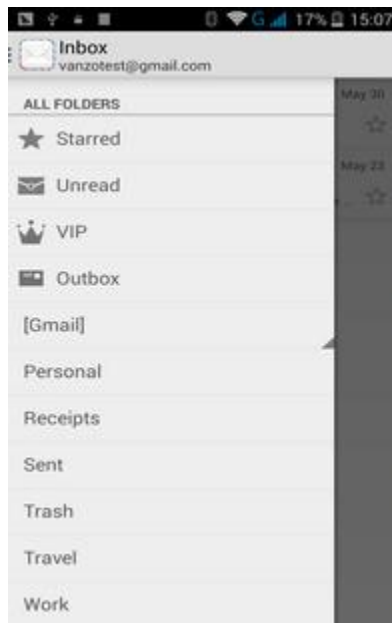 G 17% 15:07
Inbox
vanzotest@gmail.com
ALL FOLDERS
May 30
Starred
May 23
Unread
VIP
Outbox
[Gmail]
Personal
Receipts
Sent
Trash
Travel
Work